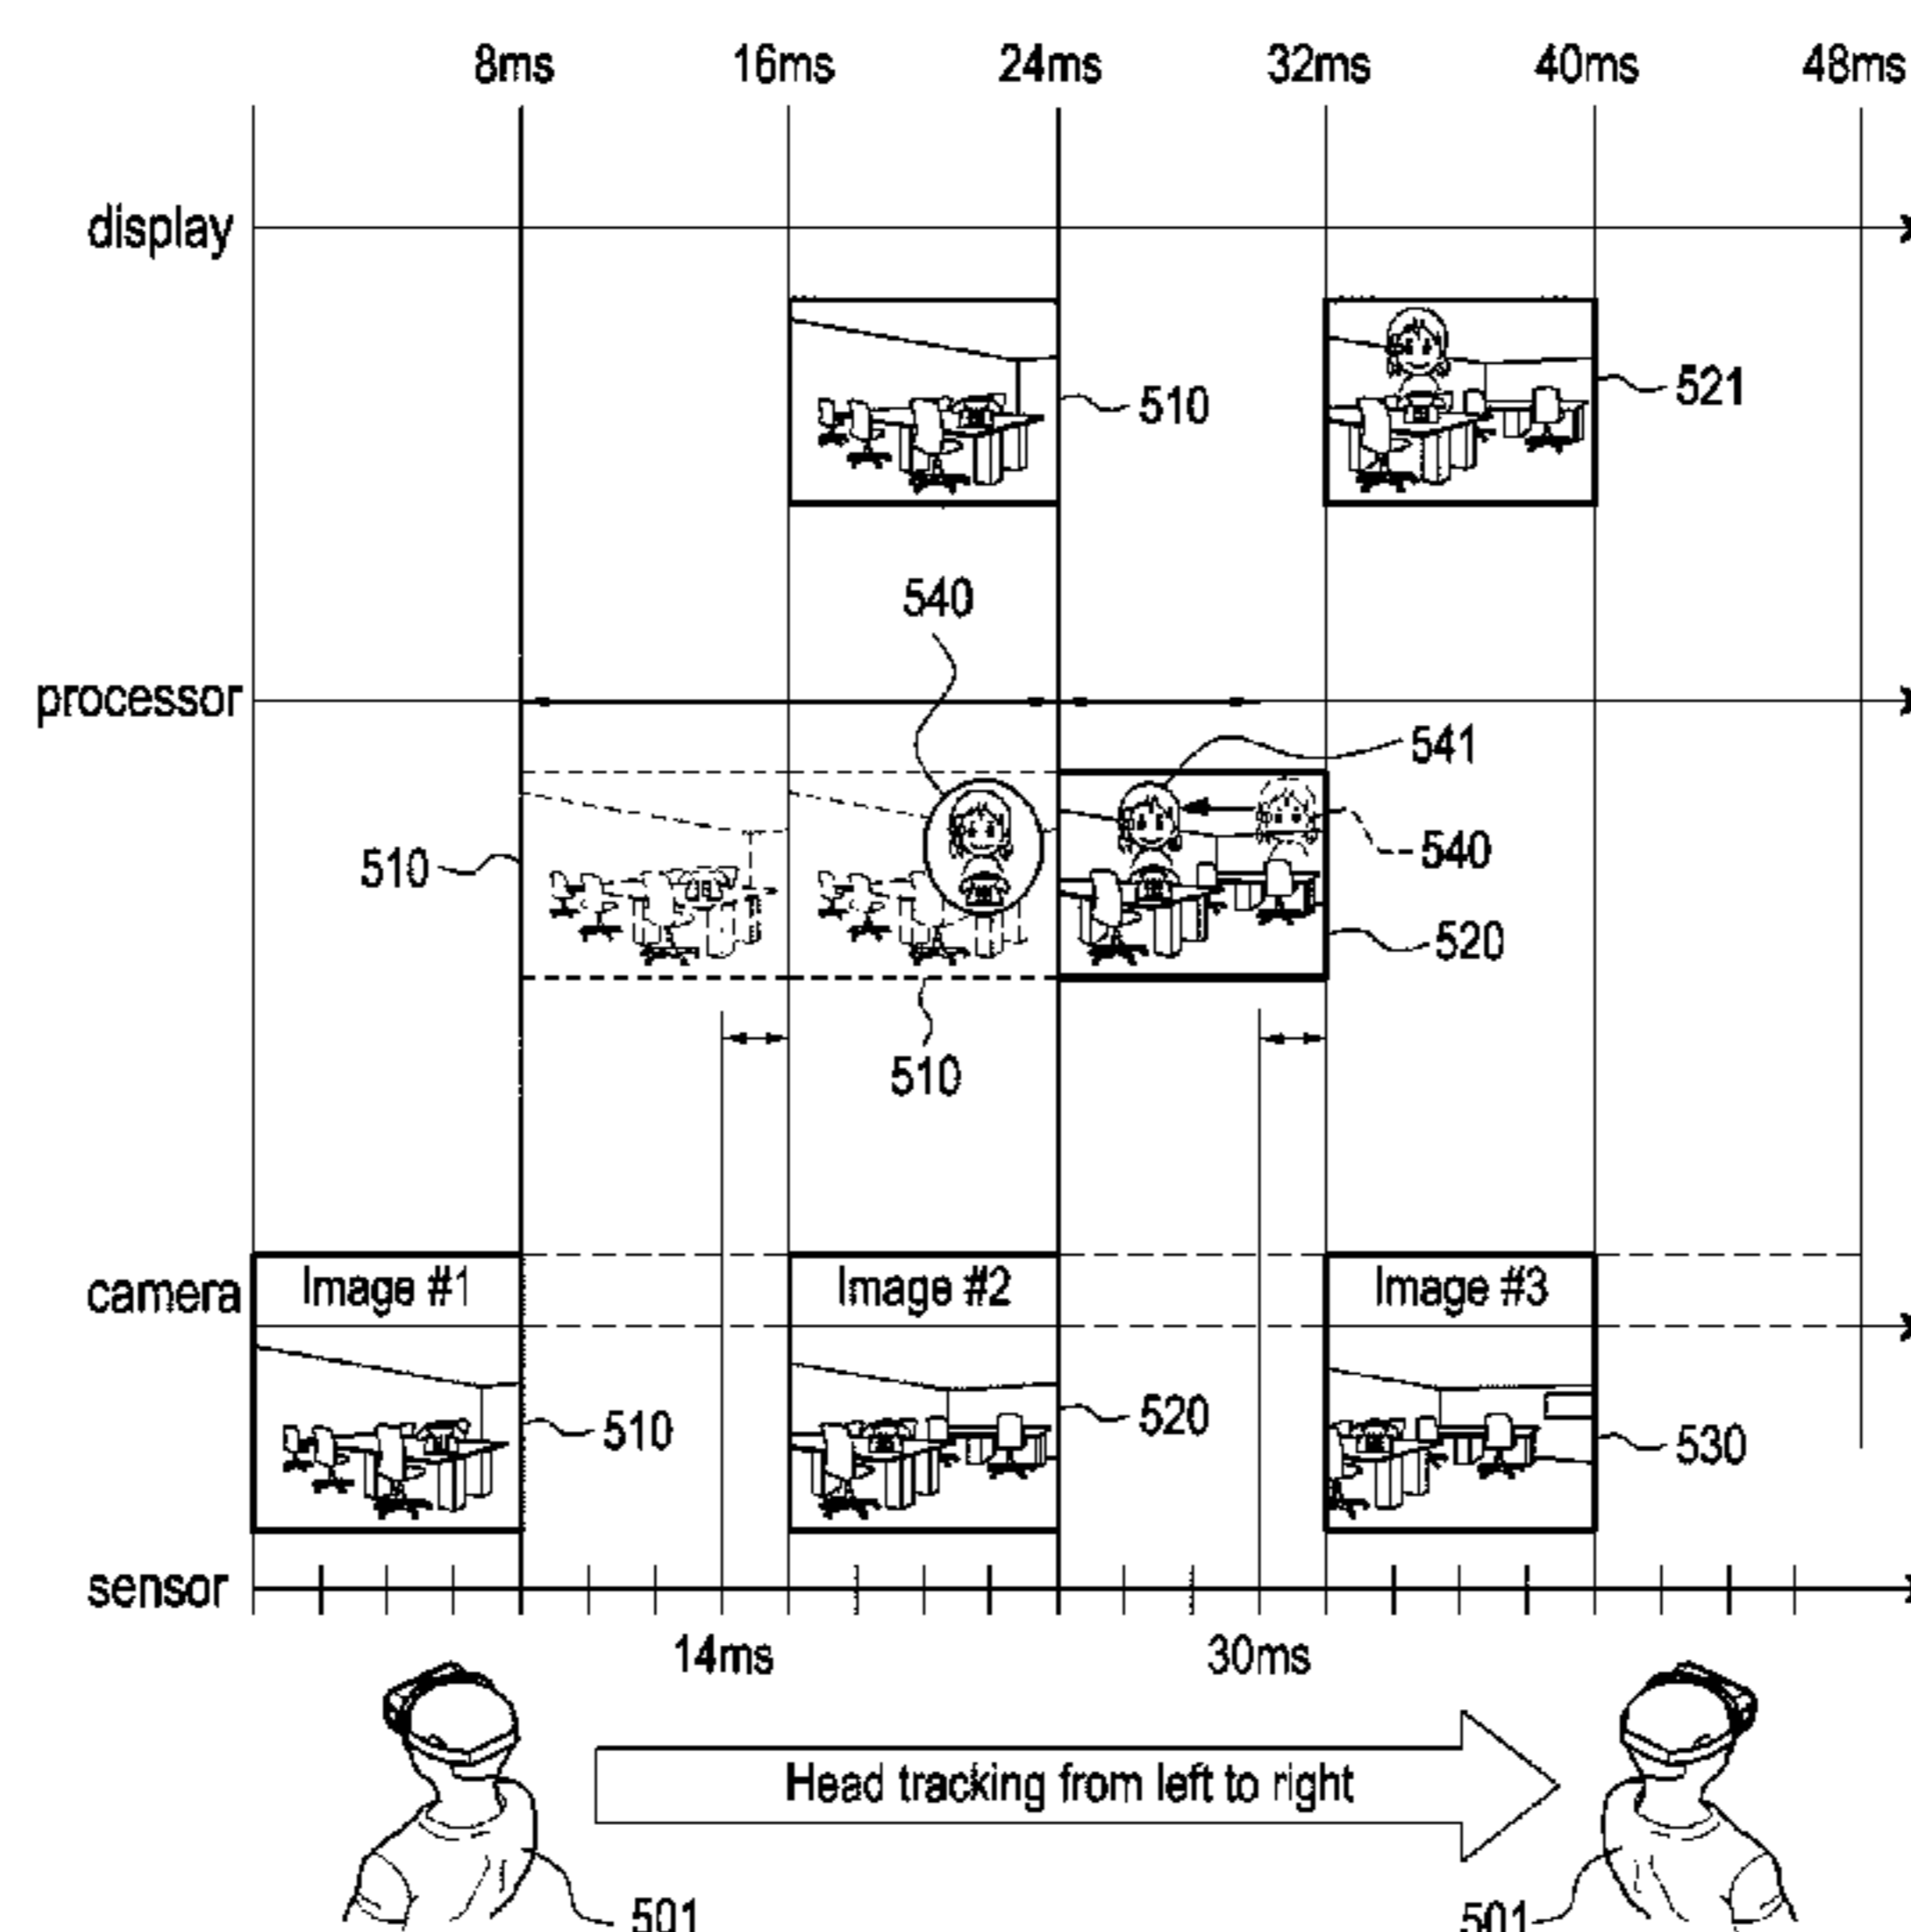 8ms 16ms 24ms 32ms 40ms 48ms
display
510
521
540
processor
541
510
540
520
510
camera
Image #1 Image #2 Image #3
510
520
530
sensor
14ms 30ms
Head tracking from left to right
501 501